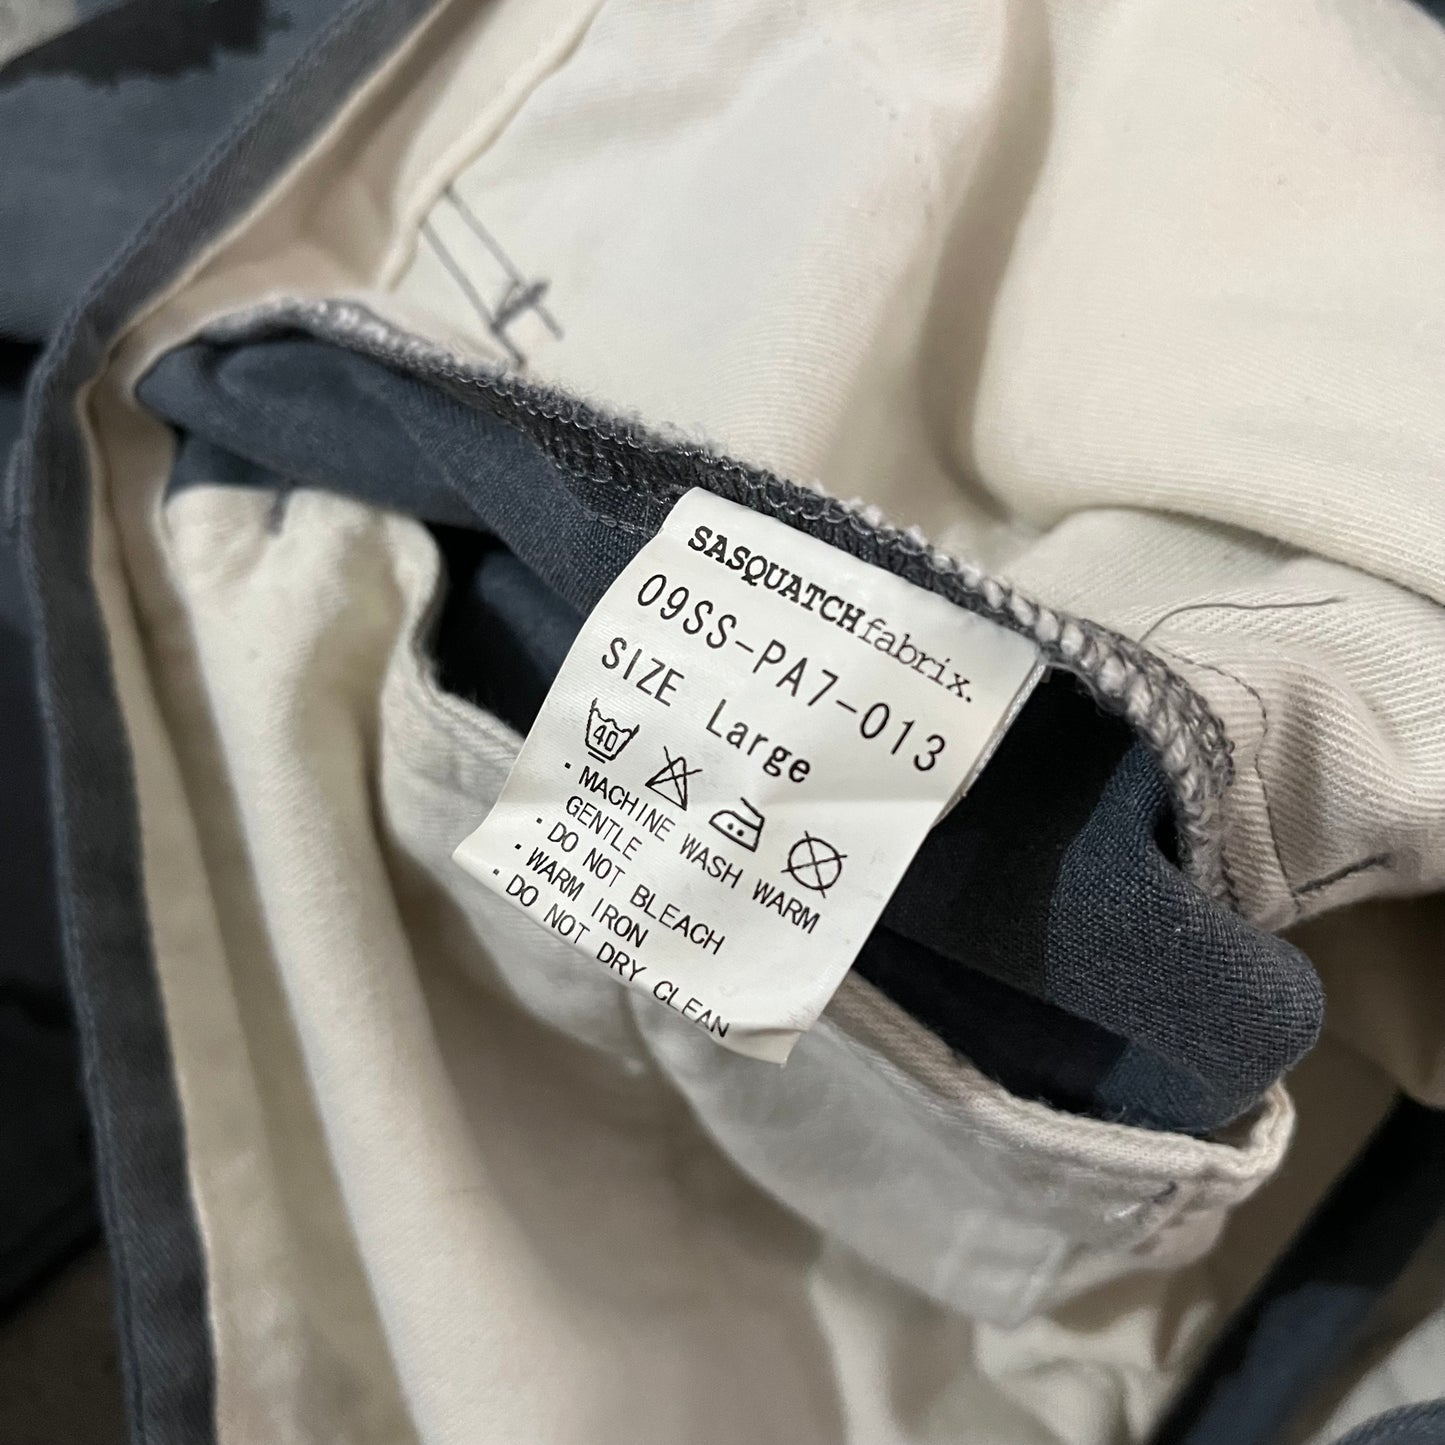 SASQUATCHfabrix.
09SS-PA7-013
SIZE Large
40
・MACHINE WASH WARM
GENTLE
・DO NOT BLEACH
・WARM IRON
・DO NOT DRY CLEAN